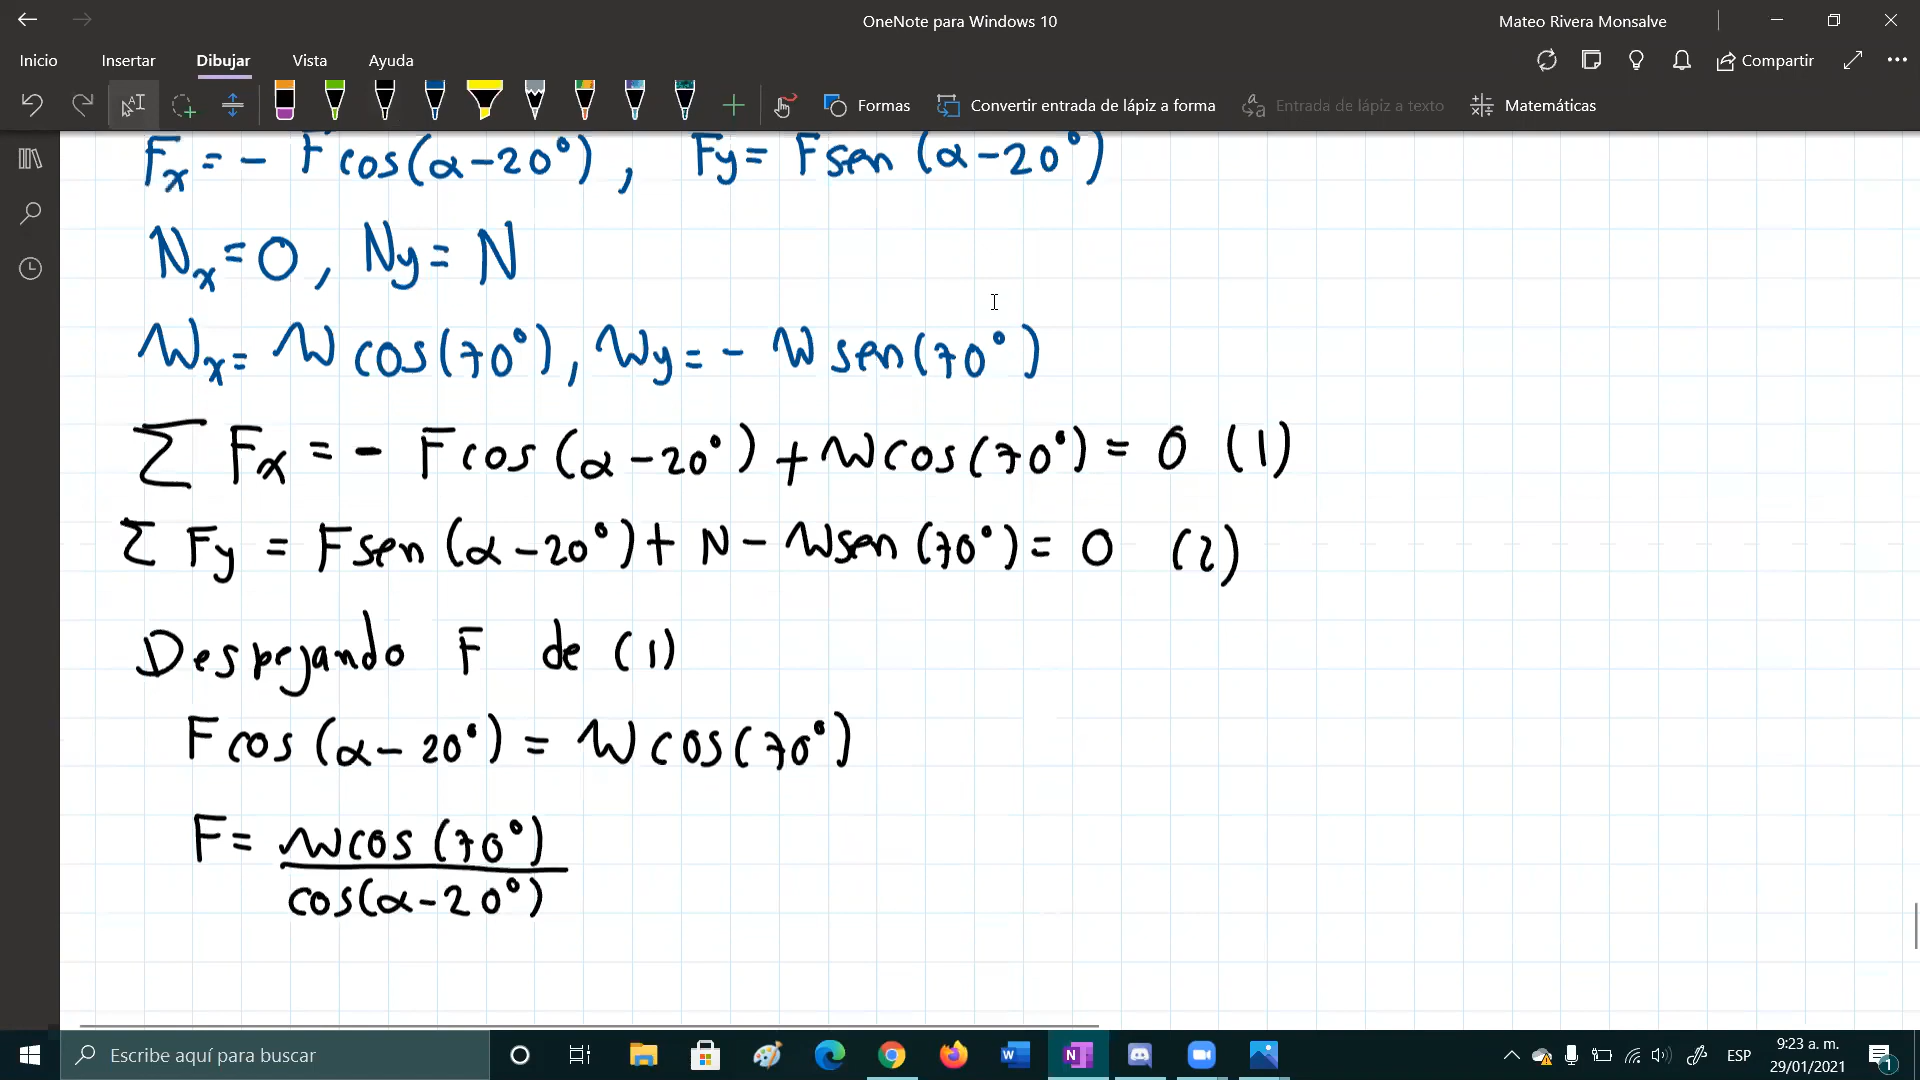 OneNote para Windows 10
Mateo Rivera Monsalve
Inicio Insertar Dibujar Vista Ayuda
Compartir
Formas Convertir entrada de lápiz a forma Entrada de lápiz a texto Matemáticas
Fx = - F cos(α-20°), Fy = F sen (α-20°)
Nx = 0, Ny = N
Wx = W cos(70°), Wy = - W sen(70°)
∑ Fx = - F cos (α-20°) + W cos(70°) = 0 (1)
Σ Fy = F sen (α-20°) + N - W sen (70°) = 0 (2)
Despejando F de (1)
F cos (α-20°) = W cos(70°)
F = W cos (70°)
cos(α-20°)
Escribe aquí para buscar
ESP
9:23 a. m.
29/01/2021
1